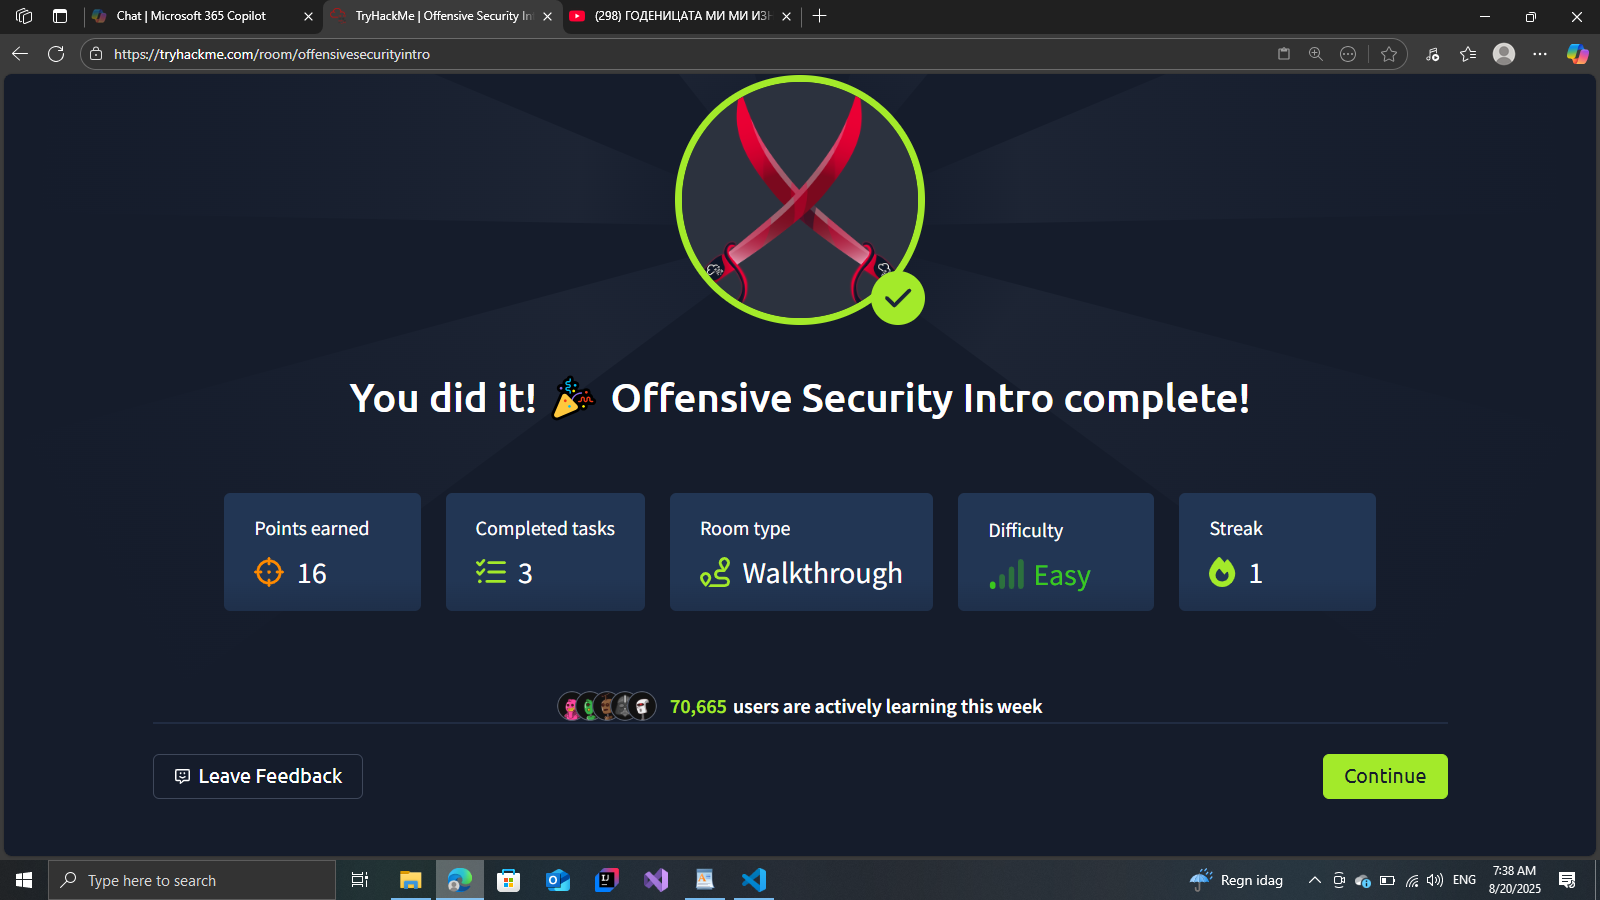 Chat | Microsoft 365 Copilot
TryHackMe | Offensive Security In
(298) ГОДЕНИЦАТА МИ МИ ИЗН
https://tryhackme.com/room/offensivesecurityintro
You did it! Offensive Security Intro complete!
Points earned
16
Completed tasks
3
Room type
Walkthrough
Difficulty
Easy
Streak
1
70,665 users are actively learning this week
Leave Feedback
Continue
Type here to search
Regn idag
ENG
7:38 AM
8/20/2025